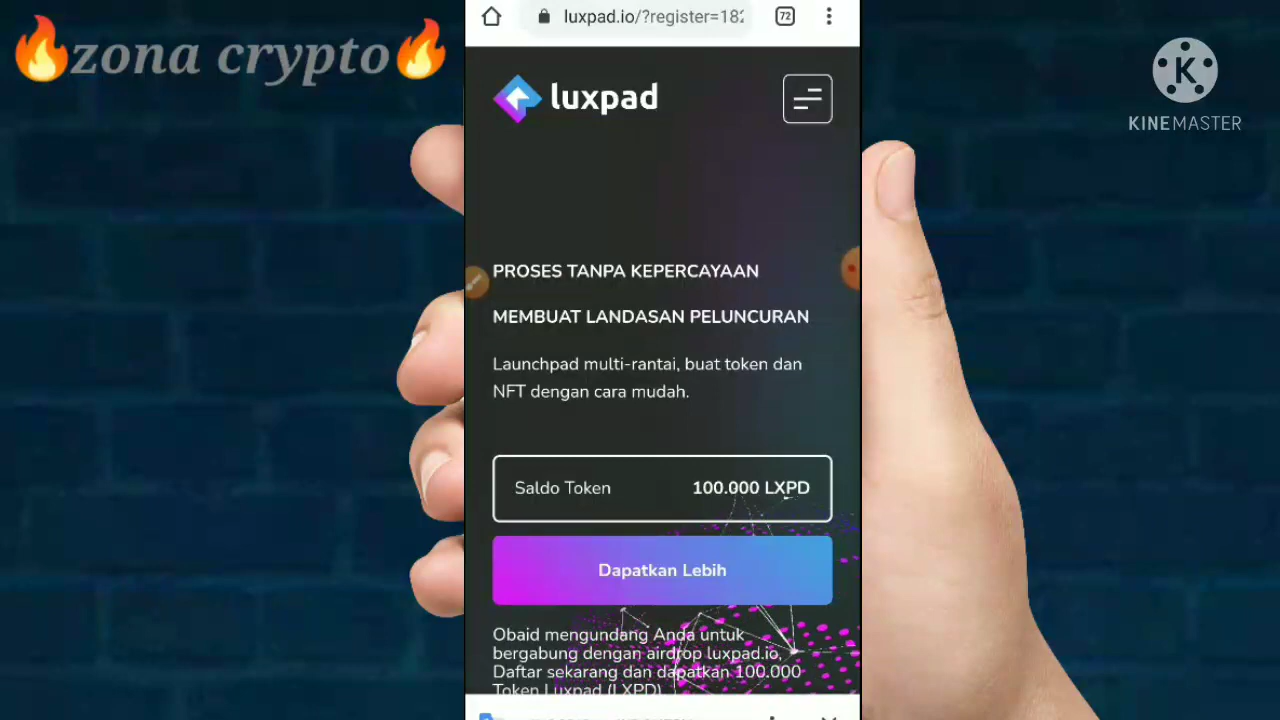 🔥zona crypto🔥
KINEMASTER
luxpad.io/?register=182
72
luxpad
PROSES TANPA KEPERCAYAAN
MEMBUAT LANDASAN PELUNCURAN
Launchpad multi-rantai, buat token dan
NFT dengan cara mudah.
Saldo Token 100.000 LXPD
Dapatkan Lebih
Obaid mengundang Anda untuk
bergabung dengan airdrop luxpad.io,
Daftar sekarang dan dapatkan 100.000
Token Luxpad (LXPD)